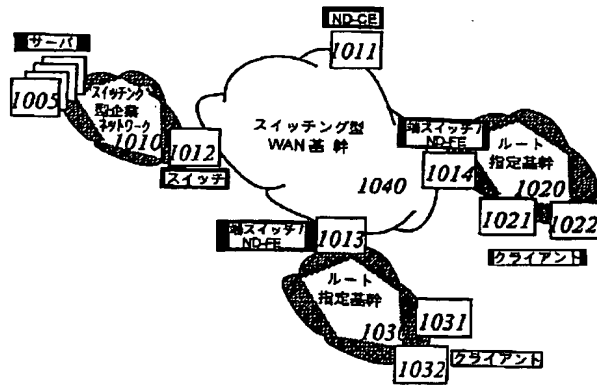 ND-CE
1011
サーバ
1005
スイッチング
型企業
ネットワーク
1010
1012
スイッチ
スイッチング型
WAN基幹
1040
端スイッチ/
ND-FE
1014
ルート
指定基幹
1020
1021
1022
クライアント
端スイッチ/
ND-FE
1013
ルート
指定基幹
1030
1031
1032
クライアント